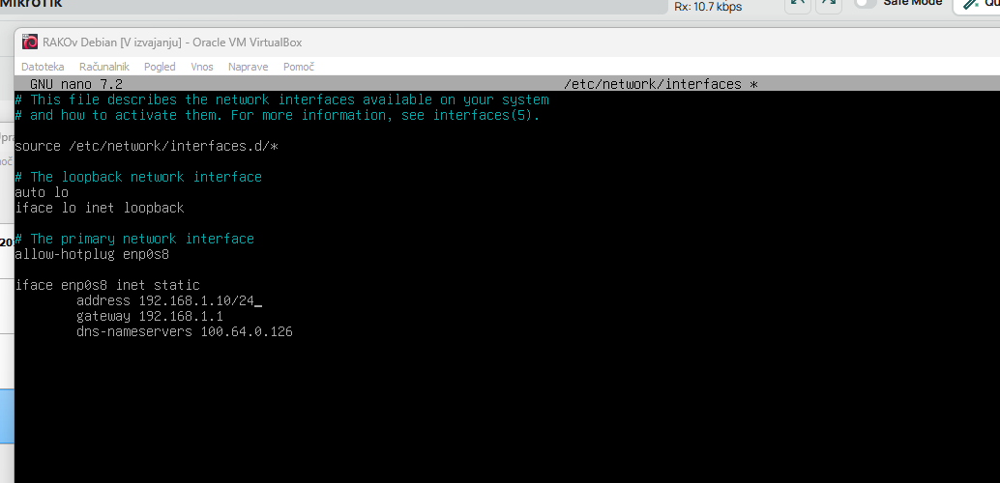 MikroTik
Rx: 10.7 kbps
Safe Mode
RAKOv Debian [V izvajanju] - Oracle VM VirtualBox
Datoteka Računalnik Pogled Vnos Naprave Pomoč
GNU nano 7.2 /etc/network/interfaces *
# This file describes the network interfaces available on your system
# and how to activate them. For more information, see interfaces(5).
source /etc/network/interfaces.d/*
# The loopback network interface
auto lo
iface lo inet loopback
# The primary network interface
allow-hotplug enp0s8
iface enp0s8 inet static
address 192.168.1.10/24_
gateway 192.168.1.1
dns-nameservers 100.64.0.126